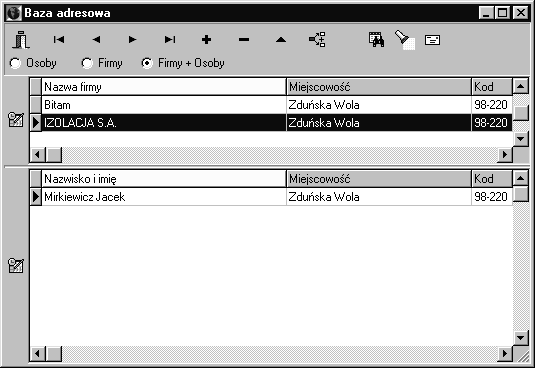 Baza adresowa
Osoby Firmy Firmy + Osoby
Nazwa firmy Miejscowość Kod
Bitam Zduńska Wola 98-220
IZOLACJA S.A. Zduńska Wola 98-220
Nazwisko i imię Miejscowość Kod
Mirkiewicz Jacek Zduńska Wola 98-220